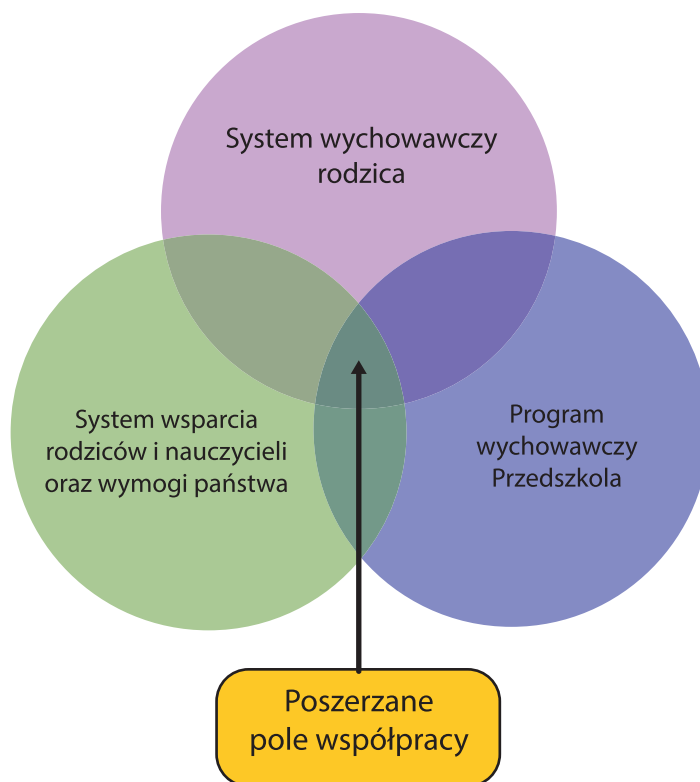 System wychowawczy
rodzica
System wsparcia
rodziców i nauczycieli
oraz wymogi państwa
Program
wychowawczy
Przedszkola
Poszerzane
pole współpracy